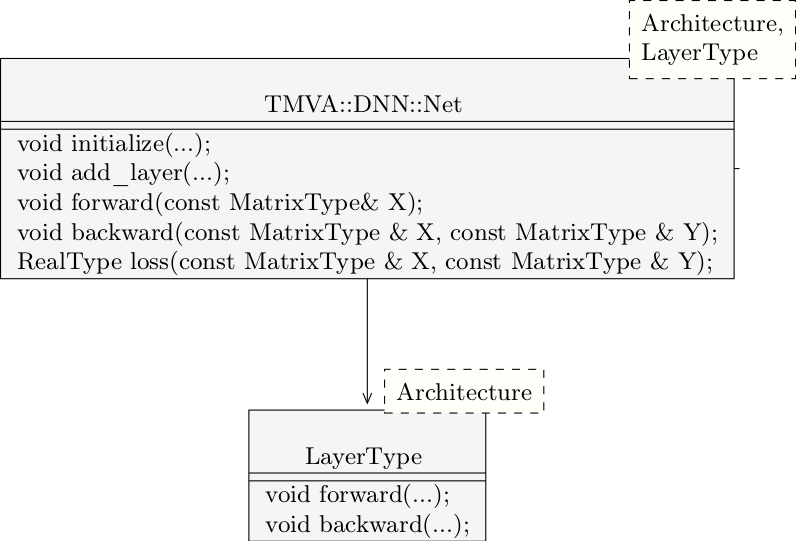 Architecture,
LayerType
TMVA::DNN::Net
void initialize(...);
void add_layer(...);
void forward(const MatrixType& X);
void backward(const MatrixType & X, const MatrixType & Y);
RealType loss(const MatrixType & X, const MatrixType & Y);
Architecture
LayerType
void forward(...);
void backward(...);